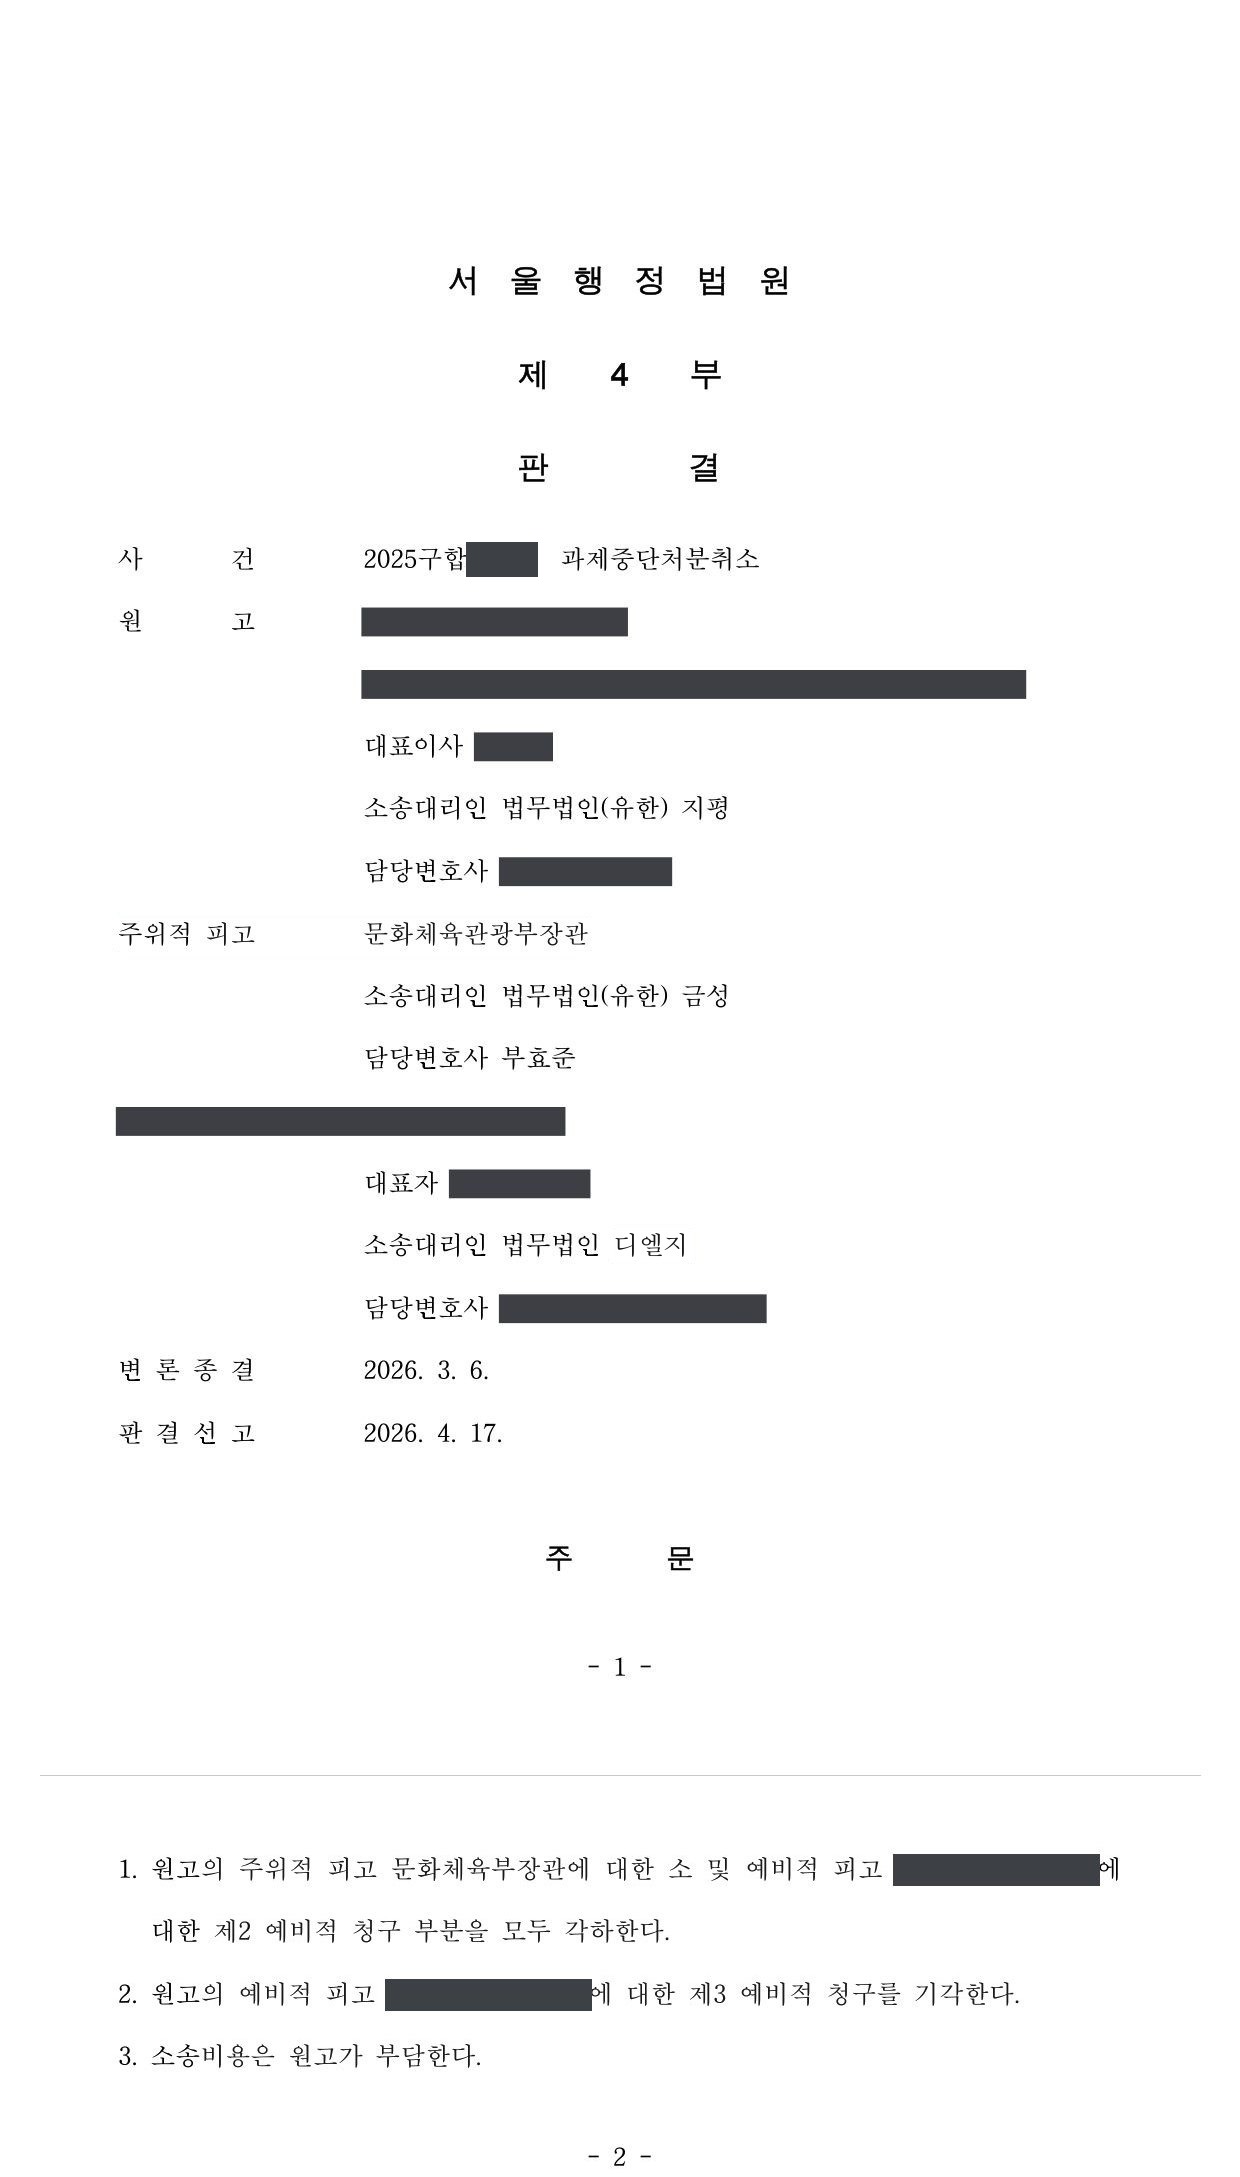 서 울 행 정 법 원
제 4 부
판 결
사 건 2025구합 과제중단처분취소
원 고
대표이사
소송대리인 법무법인(유한) 지평
담당변호사
주위적 피고 문화체육관광부장관
소송대리인 법무법인(유한) 금성
담당변호사 부효준
대표자
소송대리인 법무법인 디엘지
담당변호사
변 론 종 결 2026. 3. 6.
판 결 선 고 2026. 4. 17.
주 문
- 1 -
1. 원고의 주위적 피고 문화체육부장관에 대한 소 및 예비적 피고 에
대한 제2 예비적 청구 부분을 모두 각하한다.
2. 원고의 예비적 피고 에 대한 제3 예비적 청구를 기각한다.
3. 소송비용은 원고가 부담한다.
- 2 -